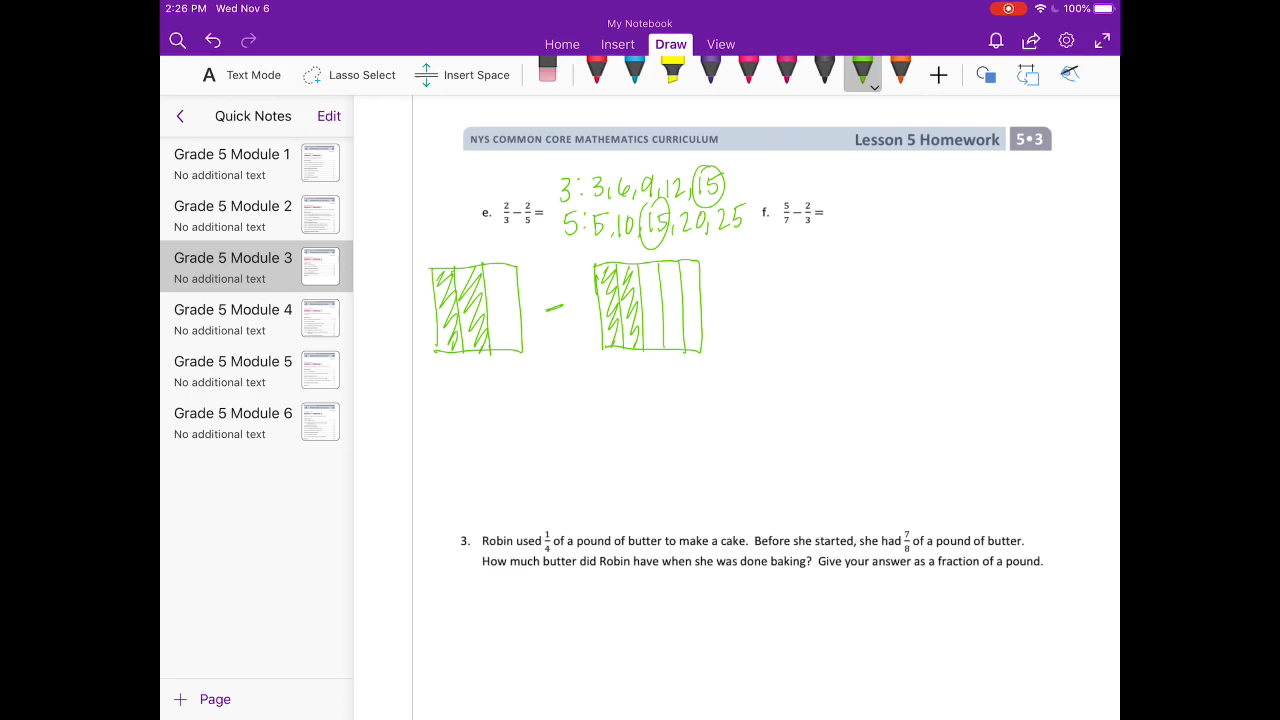 2:26 PM Wed Nov 6
100%
My Notebook
Home Insert Draw View
Text Mode Lasso Select Insert Space
Quick Notes Edit
Grade 5 Module 1
No additional text
Grade 5 Module 2
No additional text
Grade 5 Module 3
No additional text
Grade 5 Module 4
No additional text
Grade 5 Module 5
No additional text
Grade 5 Module 6
No additional text
+ Page
NYS COMMON CORE MATHEMATICS CURRICULUM Lesson 5 Homework 5•3
3: 3, 6, 9, 12, 15
e. 2/3 − 2/5 =
5: 5, 10, 15, 20, 25
f. 5/7 − 2/3 =
−
3. Robin used 1/4 of a pound of butter to make a cake. Before she started, she had 7/8 of a pound of butter.
How much butter did Robin have when she was done baking? Give your answer as a fraction of a pound.